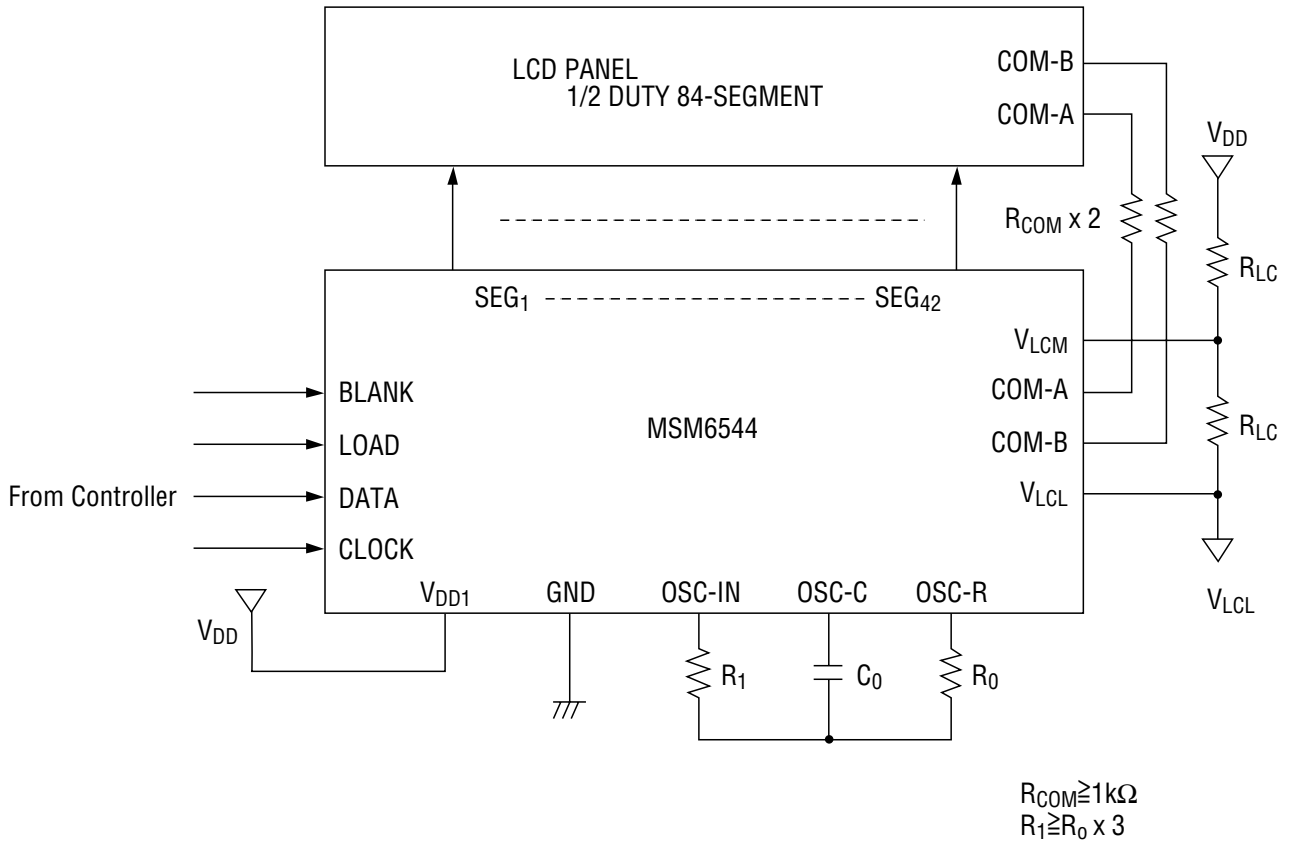 LCD PANEL
1/2 DUTY 84-SEGMENT
COM-B
COM-A
VDD
RCOM x 2
RLC
SEG1
SEG42
VLCM
BLANK
COM-A
MSM6544
RLC
LOAD
COM-B
From Controller
DATA
VLCL
CLOCK
VDD1
GND
OSC-IN
OSC-C
OSC-R
VLCL
VDD
R1
C0
R0
RCOM≧1kΩ
R1≧Ro x 3